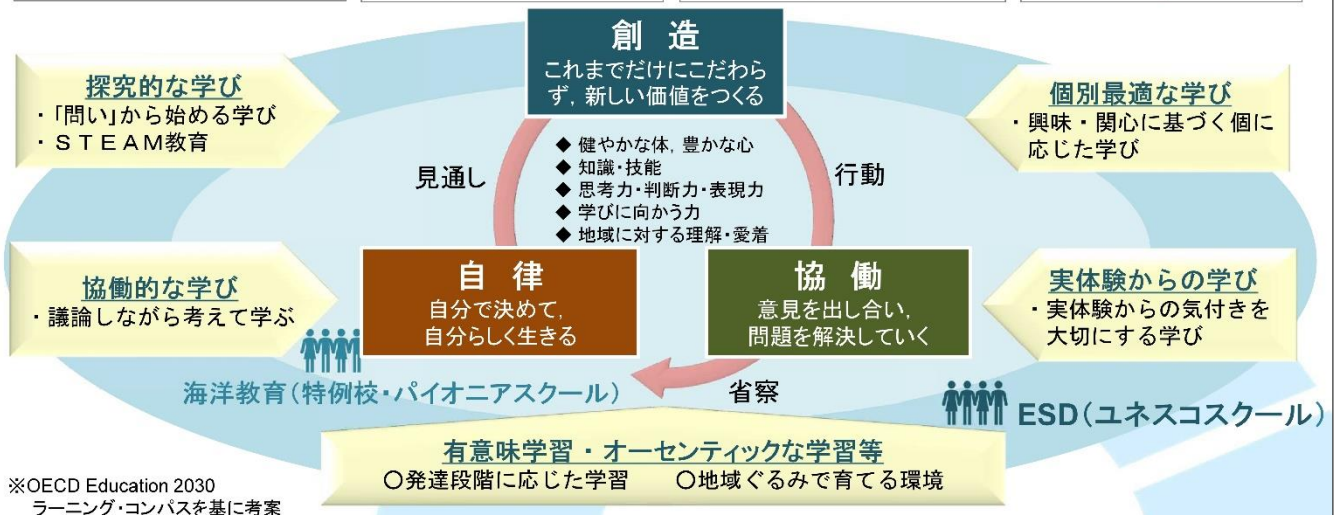 創 造
これまでだけにこだわら
ず，新しい価値をつくる
探究的な学び
・「問い」から始める学び
・ＳＴＥＡＭ教育
個別最適な学び
・興味・関心に基づく個に
応じた学び
見通し
◆ 健やかな体，豊かな心
◆ 知識・技能
◆ 思考力・判断力・表現力
◆ 学びに向かう力
◆ 地域に対する理解・愛着
行動
協働的な学び
・議論しながら考えて学ぶ
自 律
自分で決めて，
自分らしく生きる
協 働
意見を出し合い，
問題を解決していく
実体験からの学び
・実体験からの気付きを
大切にする学び
海洋教育（特例校・パイオニアスクール）
省察
ESD（ユネスコスクール）
有意味学習・オーセンティックな学習等
○発達段階に応じた学習　○地域ぐるみで育てる環境
※OECD Education 2030
ラーニング・コンパスを基に考案